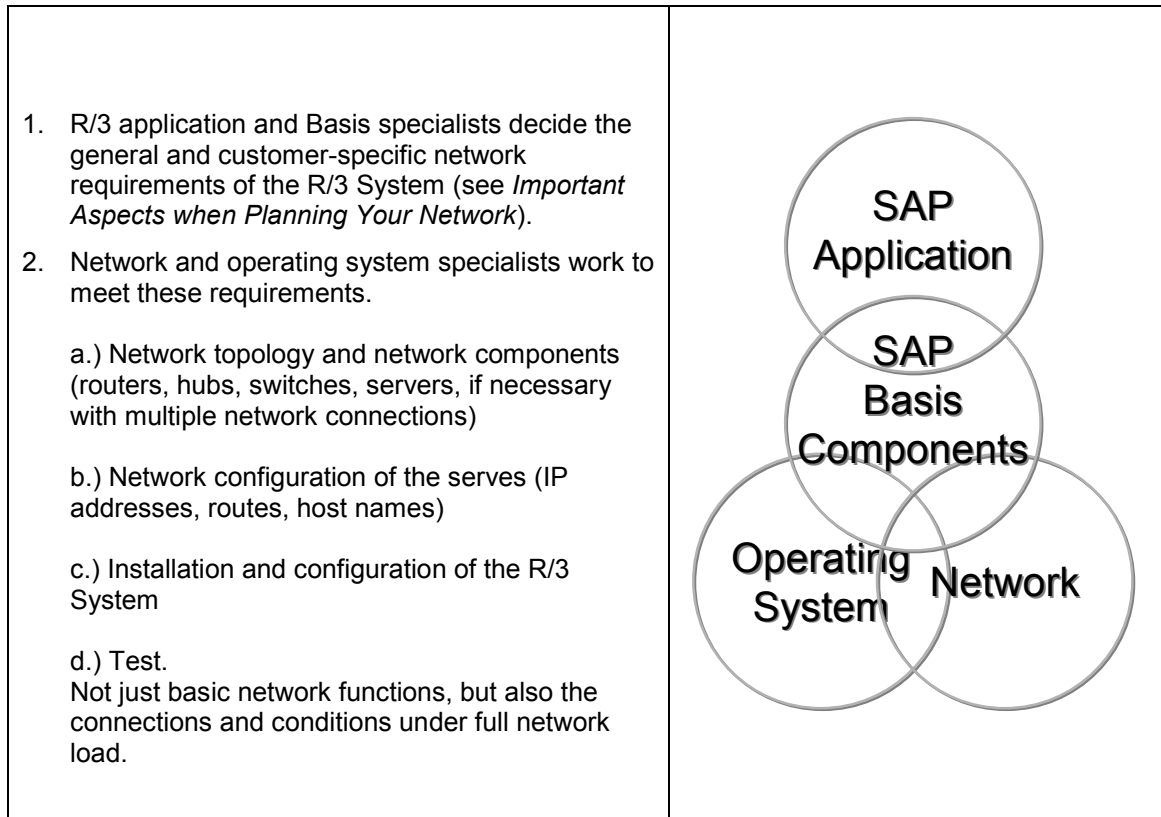 1. R/3 application and Basis specialists decide the
general and customer-specific network
requirements of the R/3 System (see Important
Aspects when Planning Your Network).
2. Network and operating system specialists work to
meet these requirements.
a.) Network topology and network components
(routers, hubs, switches, servers, if necessary
with multiple network connections)
b.) Network configuration of the serves (IP
addresses, routes, host names)
c.) Installation and configuration of the R/3
System
d.) Test.
Not just basic network functions, but also the
connections and conditions under full network
load.
SAP
Application
SAP
Basis
Components
Operating
System
Network